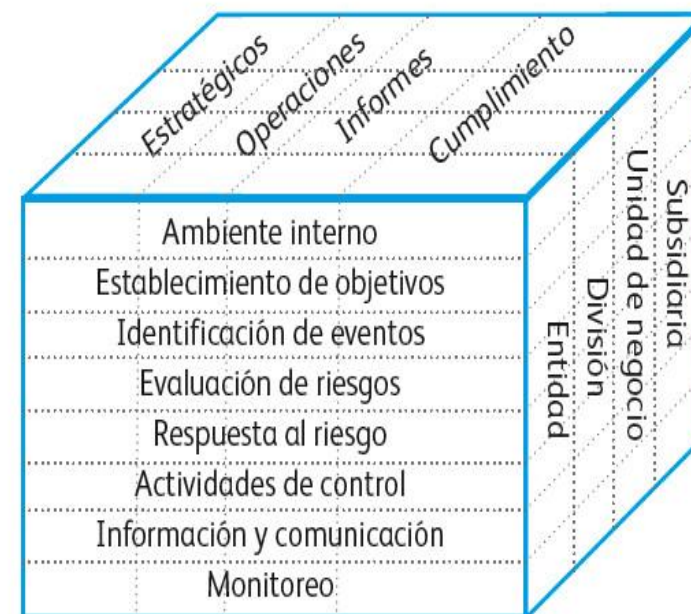 Estratégicos
Operaciones
Informes
Cumplimiento
Ambiente interno
Establecimiento de objetivos
Identificación de eventos
Evaluación de riesgos
Respuesta al riesgo
Actividades de control
Información y comunicación
Monitoreo
Entidad
División
Unidad de negocio
Subsidiaria